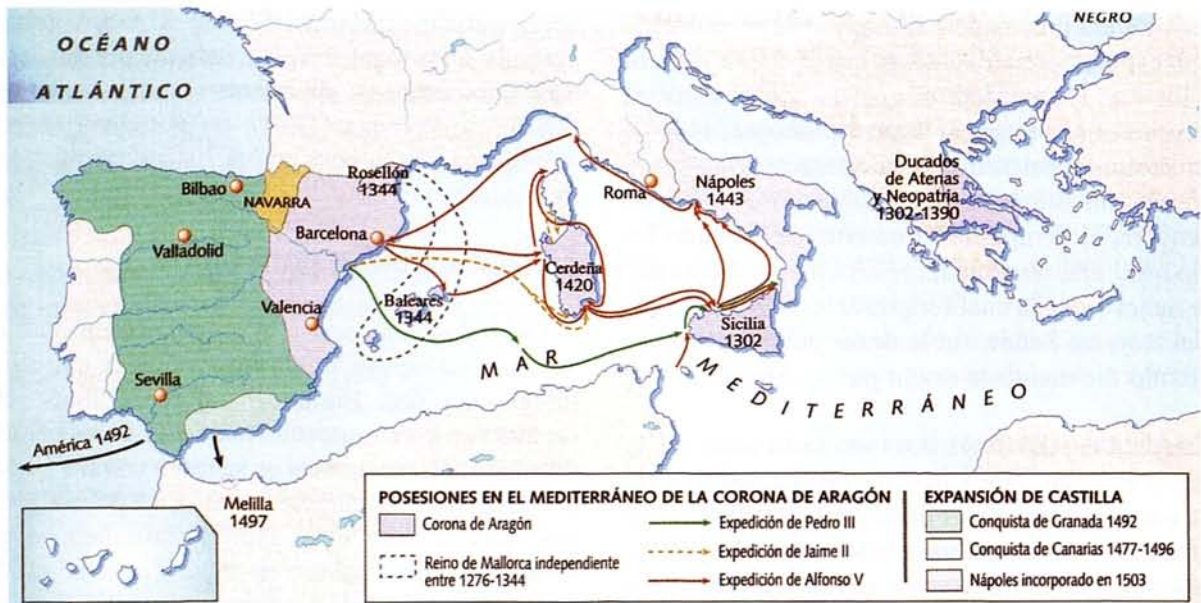 OCÉANO
ATLÁNTICO
NEGRO
Bilbao
NAVARRA
Valladolid
Rosellón
1344
Barcelona
Valencia
Baleares
1344
Sevilla
Roma
Nápoles
1443
Cerdeña
1420
Sicilia
1302
Ducados
de Atenas
y Neopatria
1302-1390
MAR MEDITERRÁNEO
América 1492
Melilla
1497
POSESIONES EN EL MEDITERRÁNEO DE LA CORONA DE ARAGÓN
Corona de Aragón
Reino de Mallorca independiente
entre 1276-1344
Expedición de Pedro III
Expedición de Jaime II
Expedición de Alfonso V
EXPANSIÓN DE CASTILLA
Conquista de Granada 1492
Conquista de Canarias 1477-1496
Nápoles incorporado en 1503